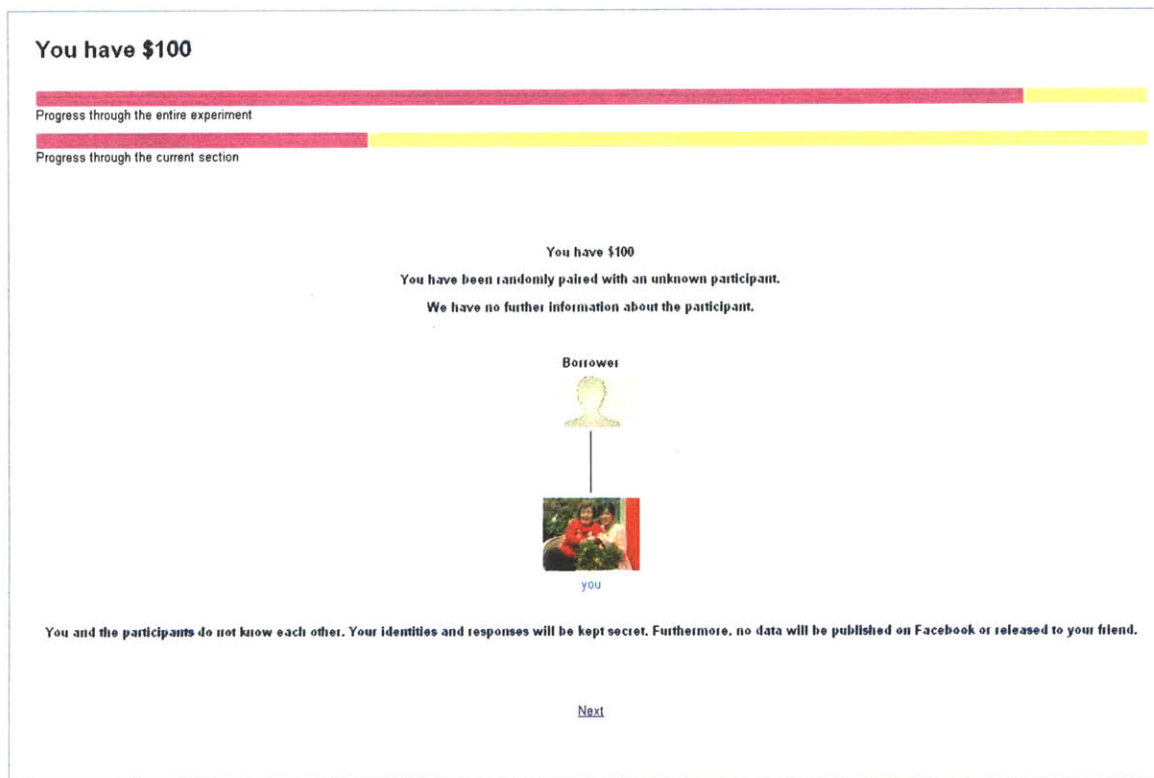 You have $100
Progress through the entire experiment
Progress through the current section
You have $100
You have been randomly paired with an unknown participant.
We have no further information about the participant.
Borrower
you
You and the participants do not know each other. Your identities and responses will be kept secret. Furthermore, no data will be published on Facebook or released to your friend.
Next